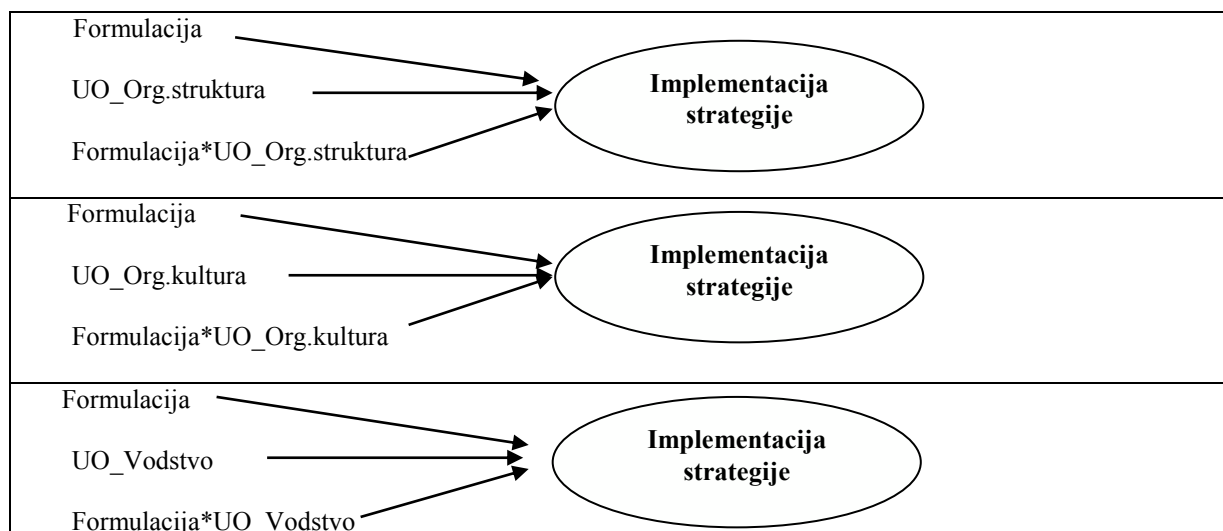 Formulacija
UO_Org.struktura
Formulacija*UO_Org.struktura
Implementacija
strategije
Formulacija
UO_Org.kultura
Formulacija*UO_Org.kultura
Implementacija
strategije
Formulacija
UO_Vodstvo
Formulacija*UO_Vodstvo
Implementacija
strategije